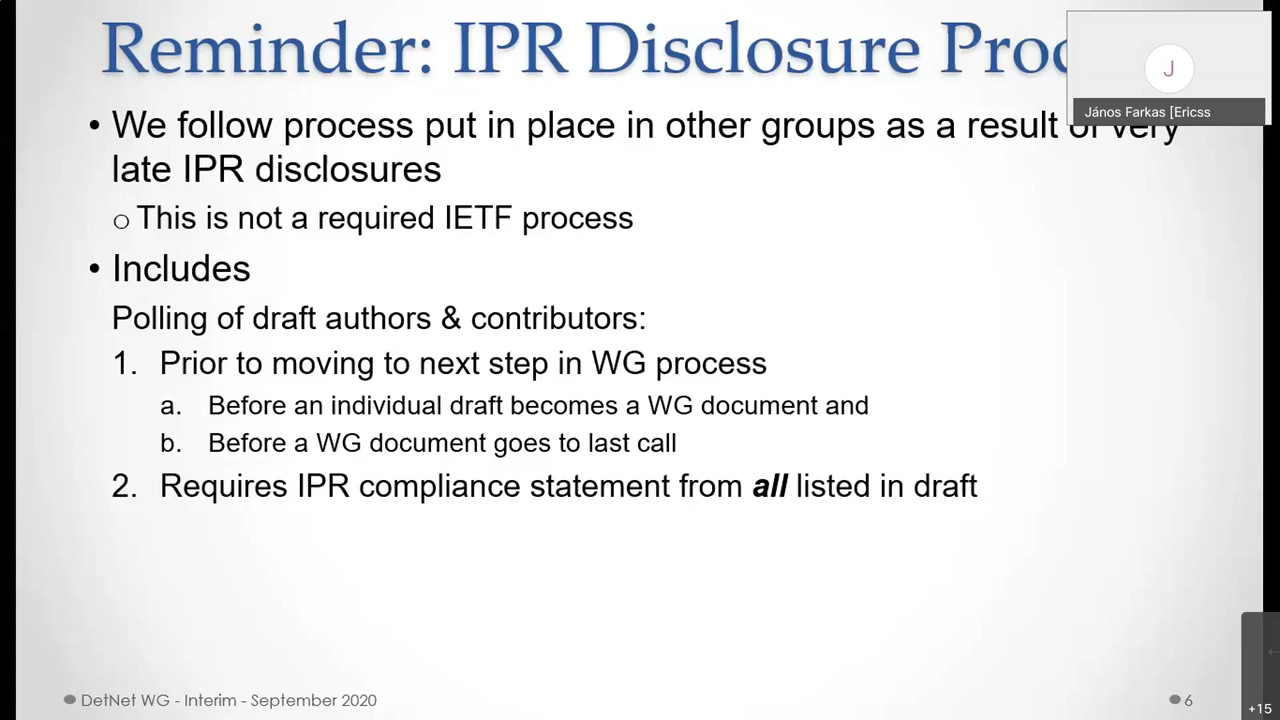 Reminder: IPR Disclosure Proc
J
János Farkas [Ericss
• We follow process put in place in other groups as a result of very
late IPR disclosures
o This is not a required IETF process
• Includes
Polling of draft authors & contributors:
1. Prior to moving to next step in WG process
a. Before an individual draft becomes a WG document and
b. Before a WG document goes to last call
2. Requires IPR compliance statement from all listed in draft
DetNet WG - Interim - September 2020
6
+15